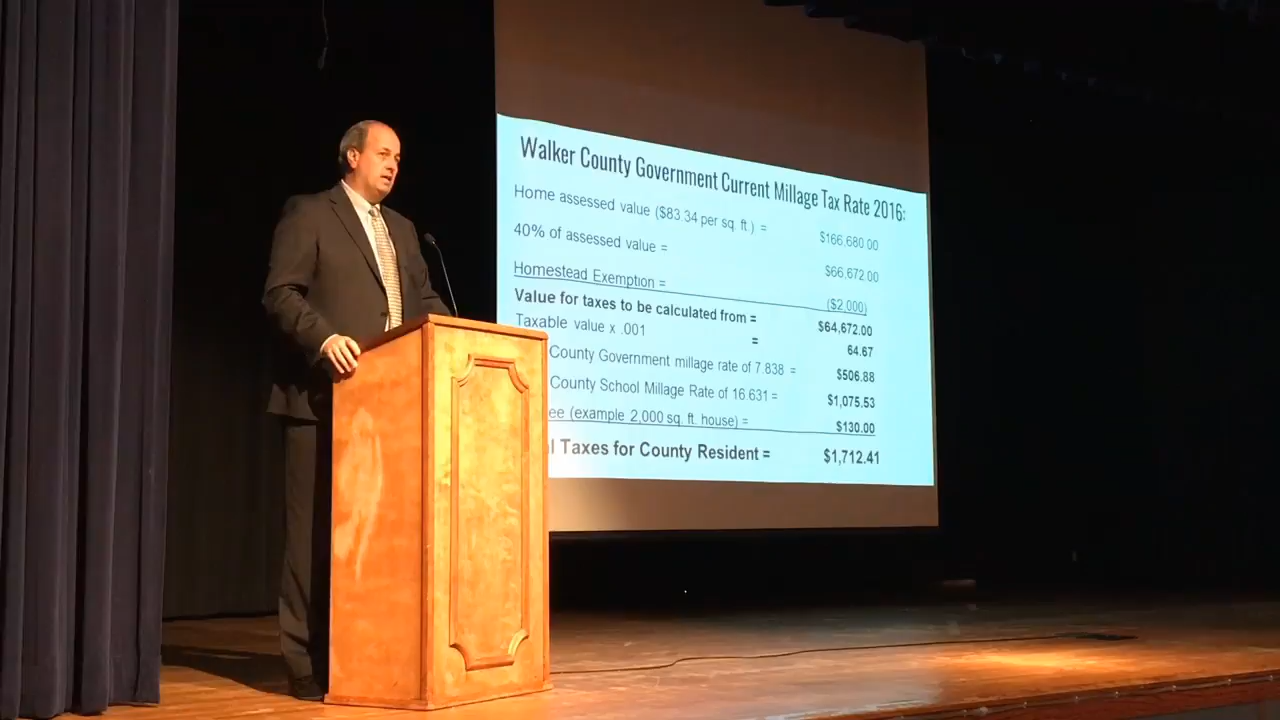 Walker County Government Current Millage Tax Rate 2016:
Home assessed value ($83.34 per sq. ft.) = $166,680.00
40% of assessed value = $66,672.00
Homestead Exemption = ($2,000)
Value for taxes to be calculated from = $64,672.00
Taxable value x .001 = 64.67
County Government millage rate of 7.838 = $506.88
County School Millage Rate of 16.631 = $1,075.53
ee (example 2,000 sq. ft. house) = $130.00
l Taxes for County Resident = $1,712.41